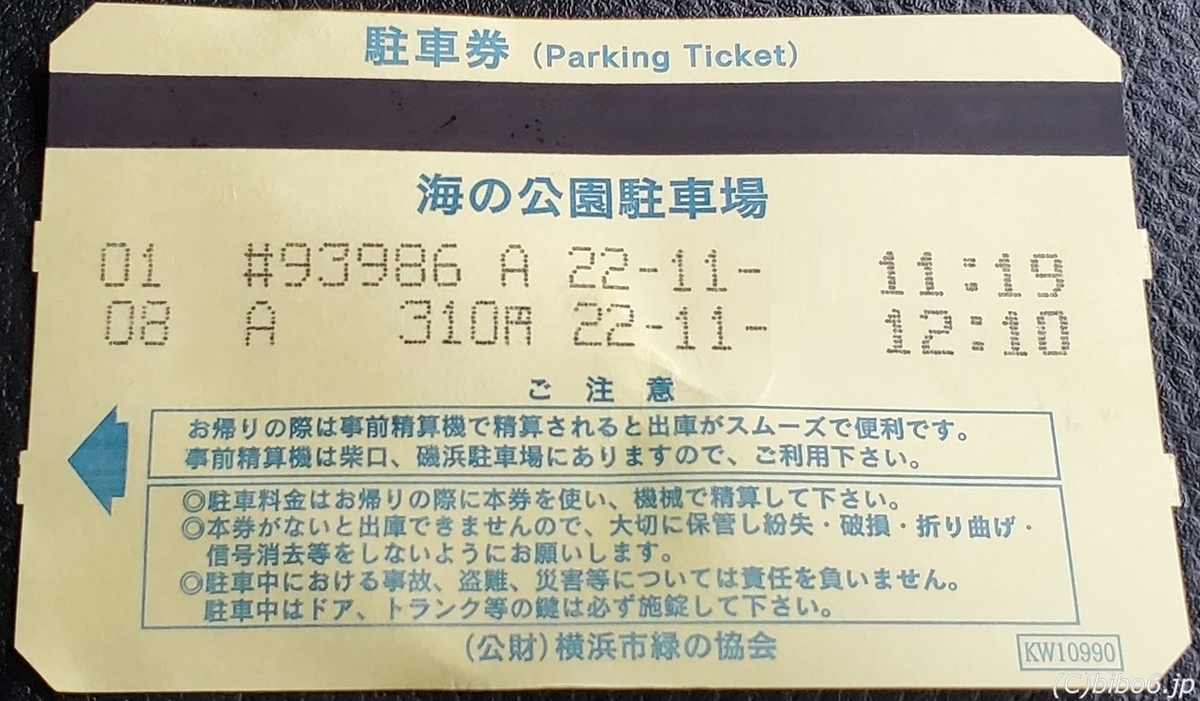 駐車券 (Parking Ticket)
海の公園駐車場
01 #93986 A 22-11- 11:19
08 A 310円 22-11- 12:10
ご注意
お帰りの際は事前精算機で精算されると出庫がスムーズで便利です。
事前精算機は柴口、磯浜駐車場にありますので、ご利用下さい。
◎駐車料金はお帰りの際に本券を使い、機械で精算して下さい。
◎本券がないと出庫できませんので、大切に保管し紛失・破損・折り曲げ・
信号消去等をしないようにお願いします。
◎駐車中における事故、盗難、災害等については責任を負いません。
駐車中はドア、トランク等の鍵は必ず施錠して下さい。
(公財)横浜市緑の協会
KW10990
(C)bibo6.jp